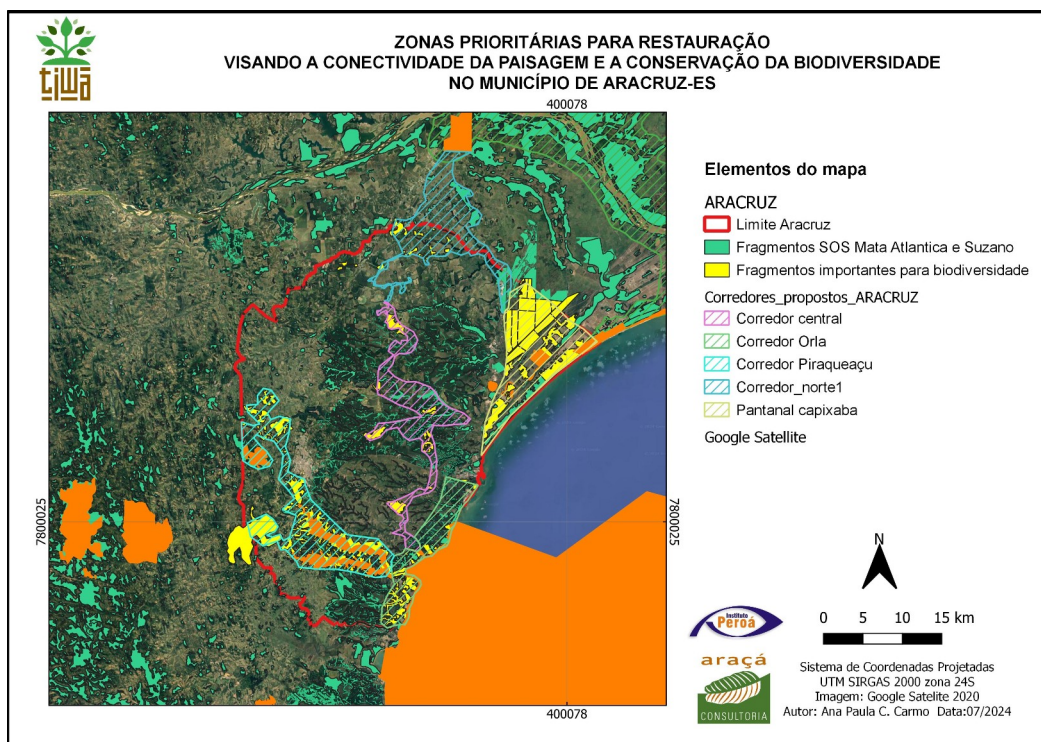 tiwá
ZONAS PRIORITÁRIAS PARA RESTAURAÇÃO
VISANDO A CONECTIVIDADE DA PAISAGEM E A CONSERVAÇÃO DA BIODIVERSIDADE
NO MUNICÍPIO DE ARACRUZ-ES
400078
7800025
7800025
400078
Elementos do mapa
ARACRUZ
Limite Aracruz
Fragmentos SOS Mata Atlantica e Suzano
Fragmentos importantes para biodiversidade
Corredores_propostos_ARACRUZ
Corredor central
Corredor Orla
Corredor Piraqueaçu
Corredor_norte1
Pantanal capixaba
Google Satellite
N
0 5 10 15 km
Instituto
Peroá
araçá
CONSULTORIA
Sistema de Coordenadas Projetadas
UTM SIRGAS 2000 zona 24S
Imagem: Google Satelite 2020
Autor: Ana Paula C. Carmo Data:07/2024